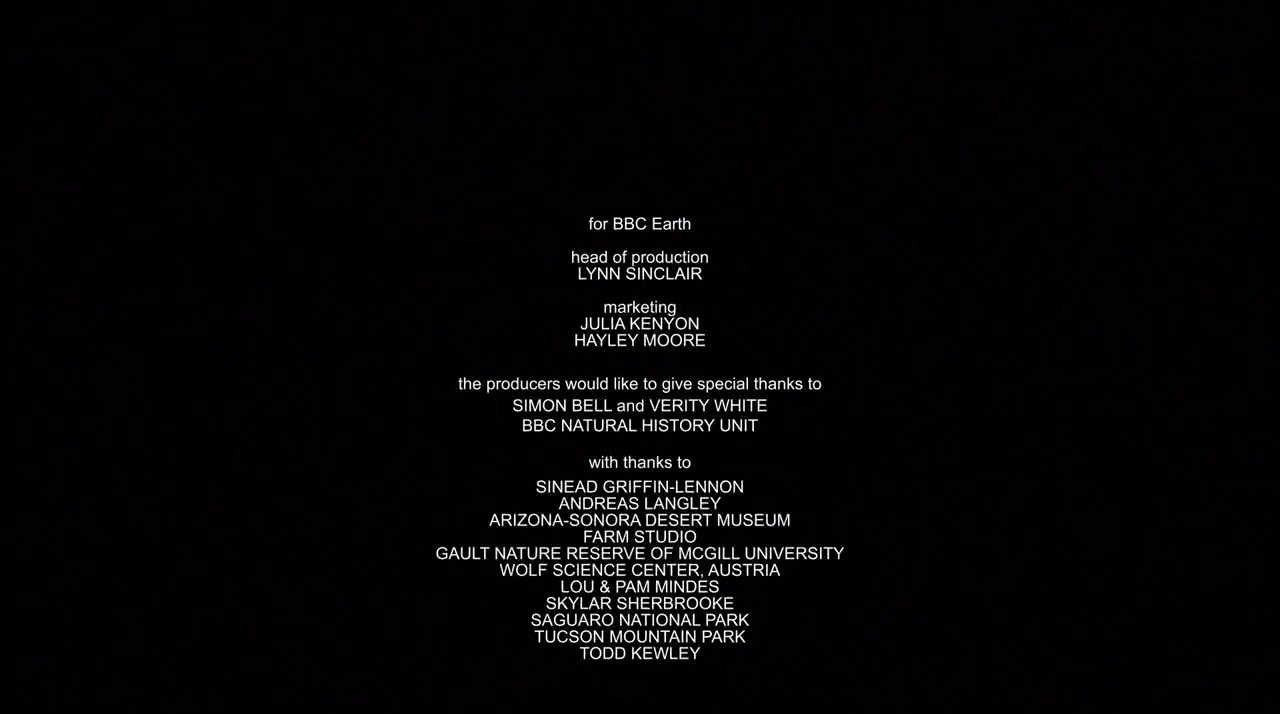 for BBC Earth
head of production
LYNN SINCLAIR
marketing
JULIA KENYON
HAYLEY MOORE
the producers would like to give special thanks to
SIMON BELL and VERITY WHITE
BBC NATURAL HISTORY UNIT
with thanks to
SINEAD GRIFFIN-LENNON
ANDREAS LANGLEY
ARIZONA-SONORA DESERT MUSEUM
FARM STUDIO
GAULT NATURE RESERVE OF MCGILL UNIVERSITY
WOLF SCIENCE CENTER, AUSTRIA
LOU & PAM MINDES
SKYLAR SHERBROOKE
SAGUARO NATIONAL PARK
TUCSON MOUNTAIN PARK
TODD KEWLEY